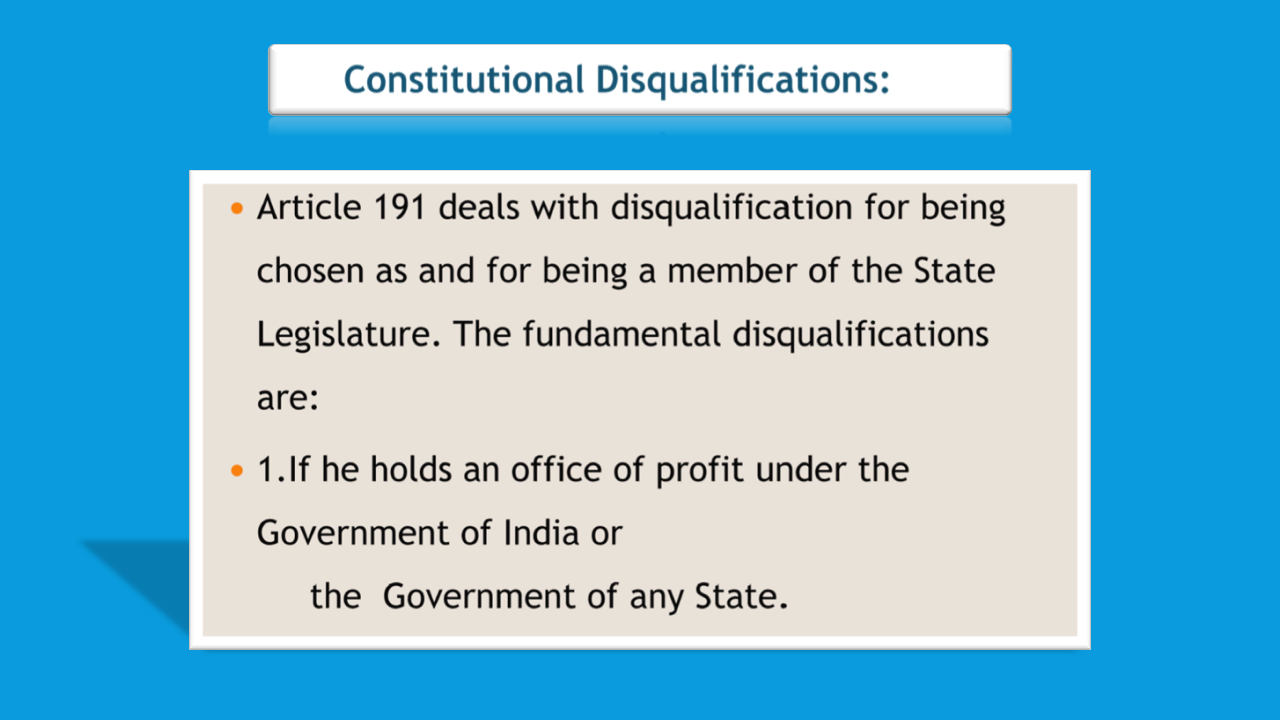 Constitutional Disqualifications:
• Article 191 deals with disqualification for being
chosen as and for being a member of the State
Legislature. The fundamental disqualifications
are:
• 1.If he holds an office of profit under the
Government of India or
the Government of any State.